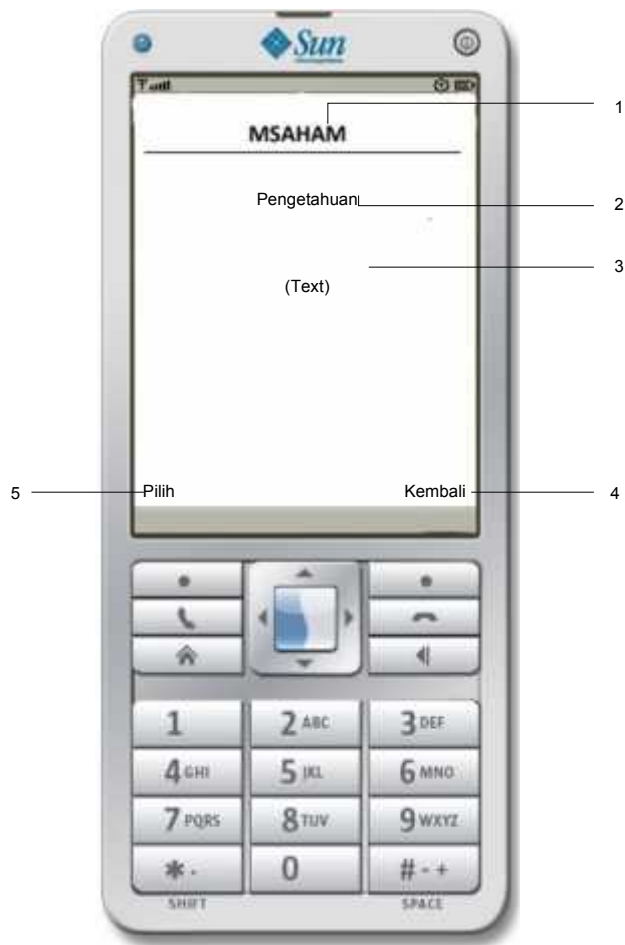 Sun
MSAHAM 1
Pengetahuan 2
3
(Text)
5 Pilih Kembali 4
1 2 ABC 3 DEF
4 GHI 5 JKL 6 MNO
7 PQRS 8 TUV 9 WXYZ
* . 0 # - +
SHIFT SPACE